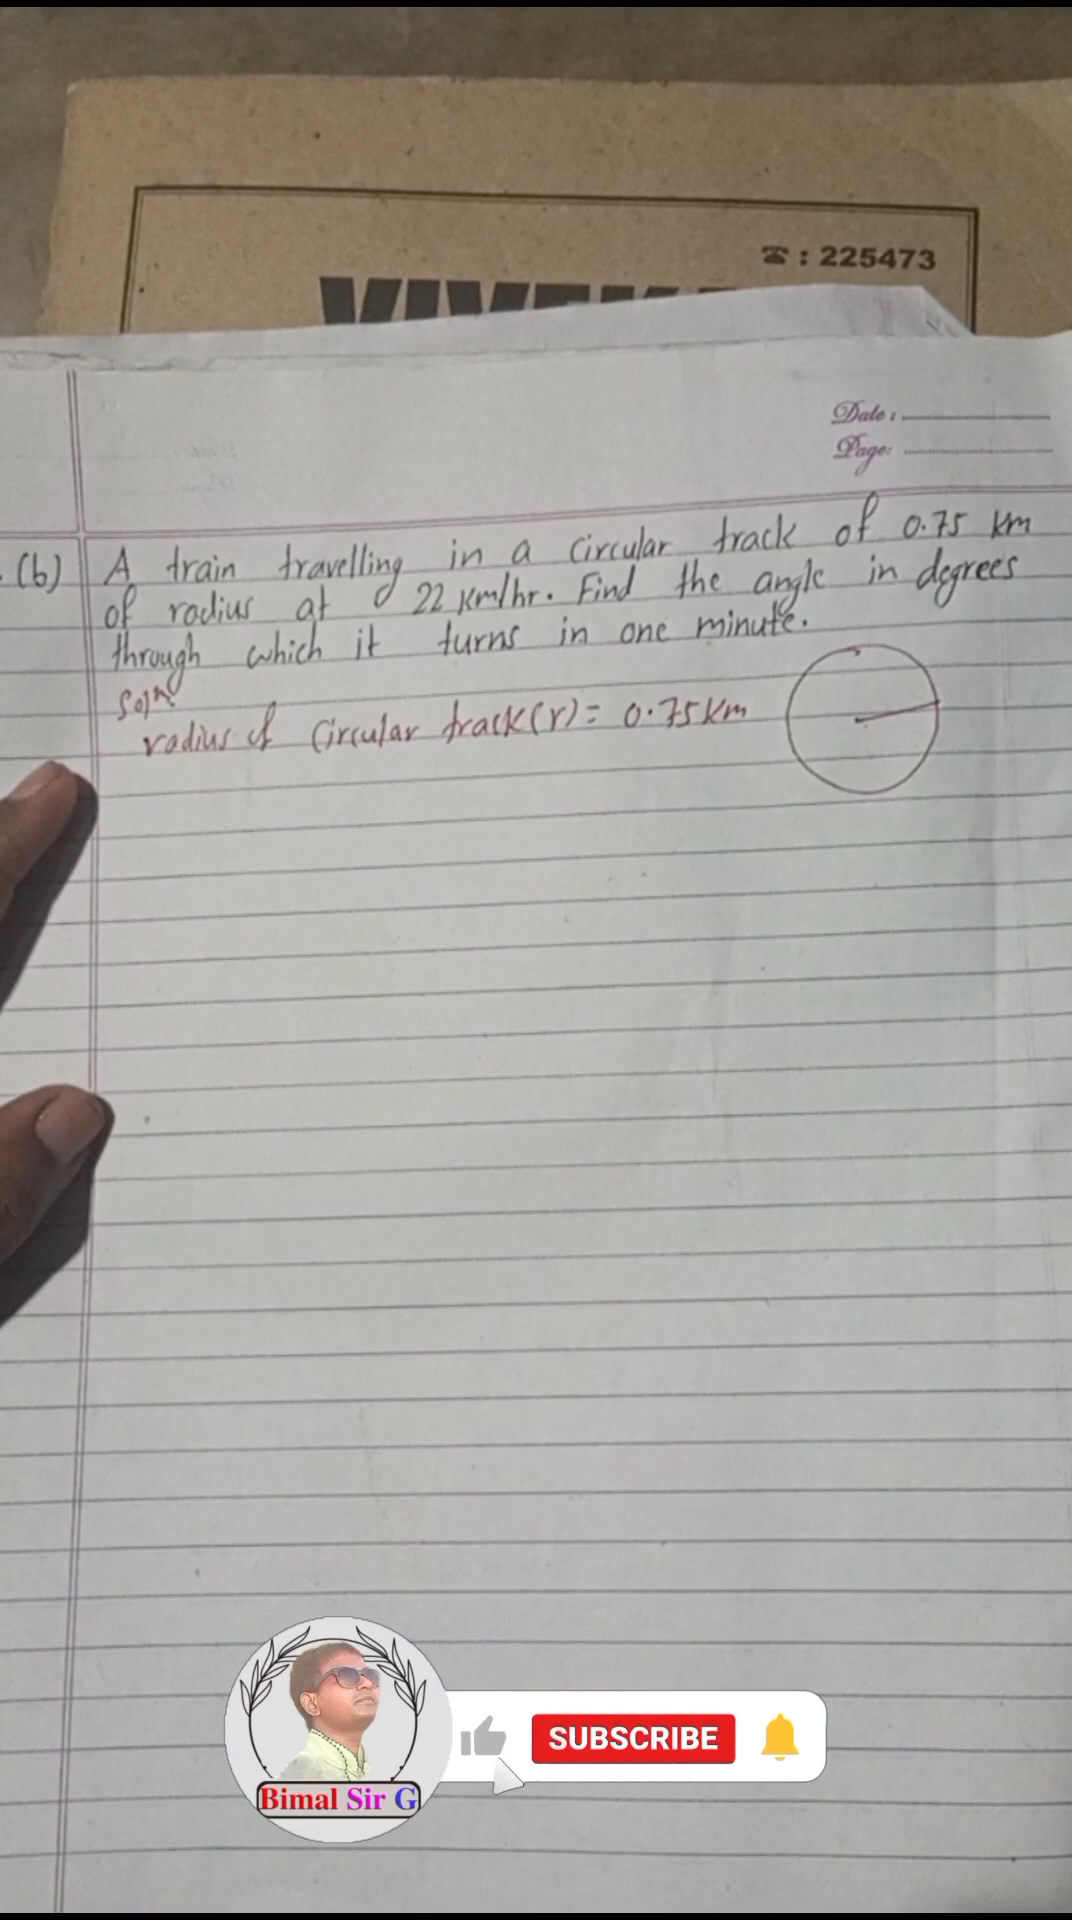 ☎ : 225473
Date :
Page:
(b) A train travelling in a circular track of 0.75 km
of radius at 22 Km/hr. Find the angle in degrees
through which it turns in one minute.
Soln
radius of Circular track(r) = 0.75 Km
SUBSCRIBE
Bimal Sir G